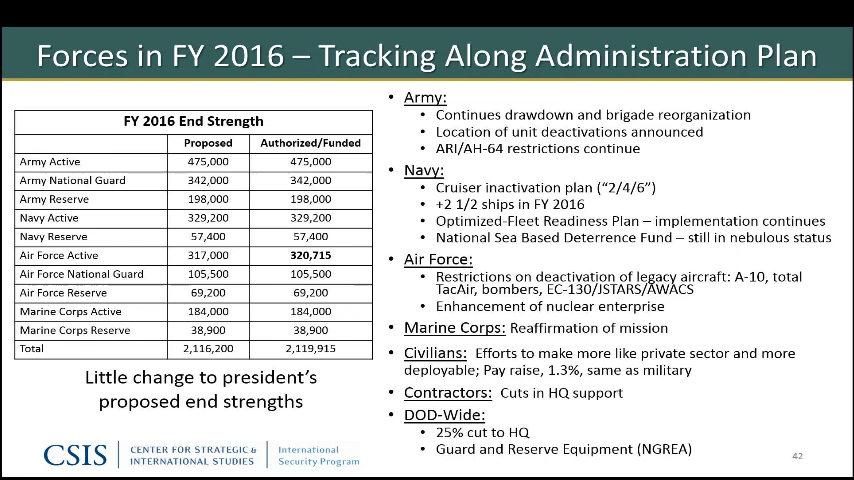 Forces in FY 2016 – Tracking Along Administration Plan
FY 2016 End Strength
Proposed Authorized/Funded
Army Active 475,000 475,000
Army National Guard 342,000 342,000
Army Reserve 198,000 198,000
Navy Active 329,200 329,200
Navy Reserve 57,400 57,400
Air Force Active 317,000 320,715
Air Force National Guard 105,500 105,500
Air Force Reserve 69,200 69,200
Marine Corps Active 184,000 184,000
Marine Corps Reserve 38,900 38,900
Total 2,116,200 2,119,915
Little change to president’s
proposed end strengths
• Army:
• Continues drawdown and brigade reorganization
• Location of unit deactivations announced
• ARI/AH-64 restrictions continue
• Navy:
• Cruiser inactivation plan (“2/4/6”)
• +2 1/2 ships in FY 2016
• Optimized-Fleet Readiness Plan – implementation continues
• National Sea Based Deterrence Fund – still in nebulous status
• Air Force:
• Restrictions on deactivation of legacy aircraft: A-10, total
TacAir, bombers, EC-130/JSTARS/AWACS
• Enhancement of nuclear enterprise
• Marine Corps: Reaffirmation of mission
• Civilians: Efforts to make more like private sector and more
deployable; Pay raise, 1.3%, same as military
• Contractors: Cuts in HQ support
• DOD-Wide:
• 25% cut to HQ
• Guard and Reserve Equipment (NGREA)
CSIS
CENTER FOR STRATEGIC &
INTERNATIONAL STUDIES
International
Security Program
42